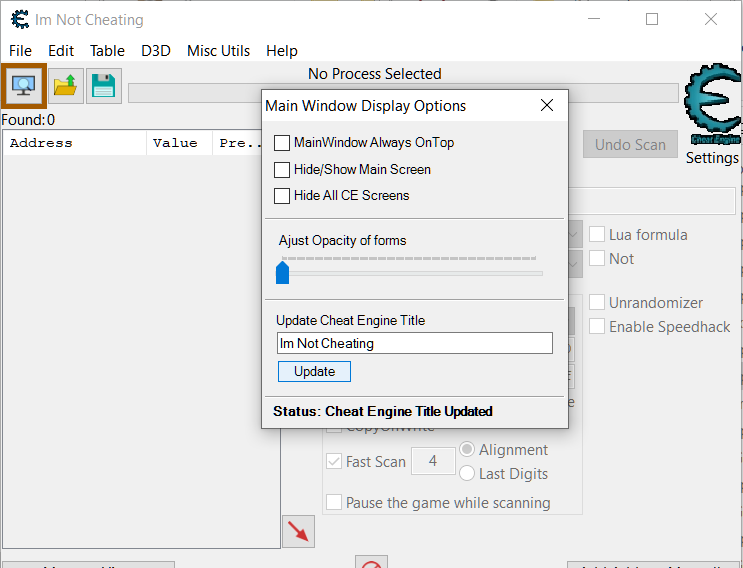 Im Not Cheating
File Edit Table D3D Misc Utils Help
No Process Selected
Found:0
Address Value Pre..
Main Window Display Options
MainWindow Always OnTop
Hide/Show Main Screen
Hide All CE Screens
Ajust Opacity of forms
Update Cheat Engine Title
Im Not Cheating
Update
Status: Cheat Engine Title Updated
Cheat Engine
Undo Scan
Settings
Lua formula
Not
Unrandomizer
Enable Speedhack
CopyOnWrite
Fast Scan 4
Alignment
Last Digits
Pause the game while scanning